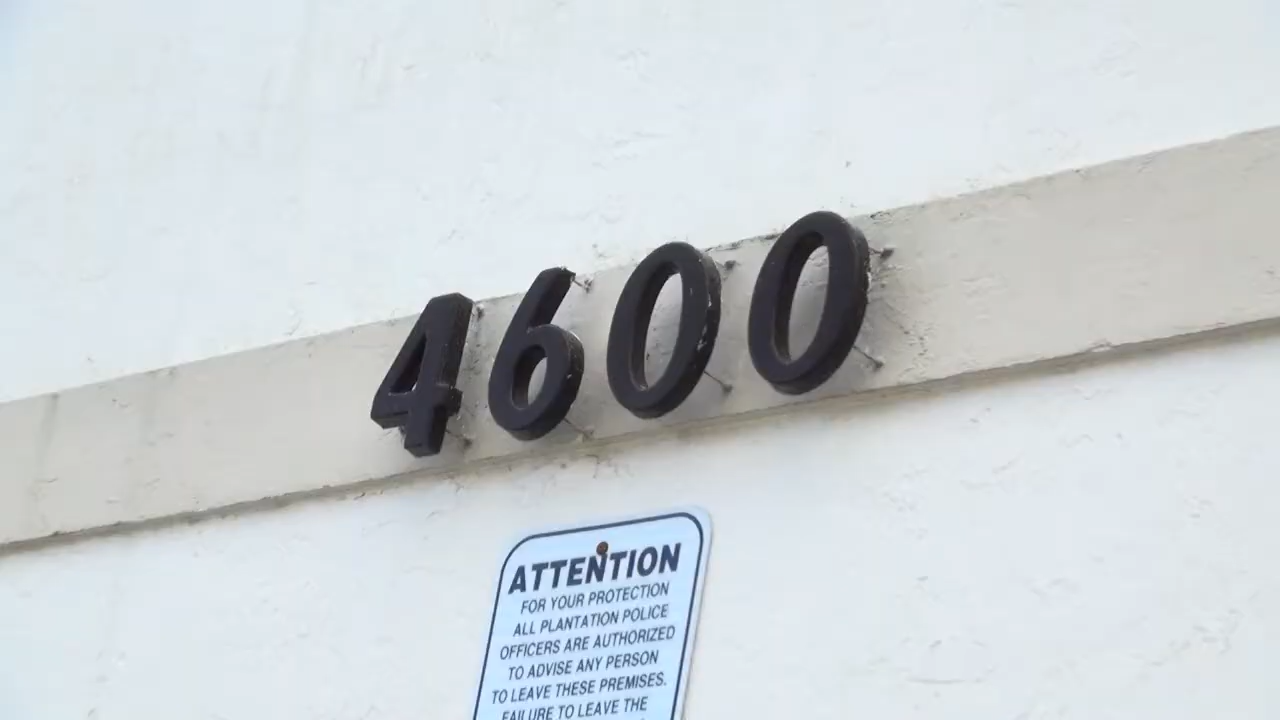 4600
ATTENTION
FOR YOUR PROTECTION
ALL PLANTATION POLICE
OFFICERS ARE AUTHORIZED
TO ADVISE ANY PERSON
TO LEAVE THESE PREMISES.
FAILURE TO LEAVE THE